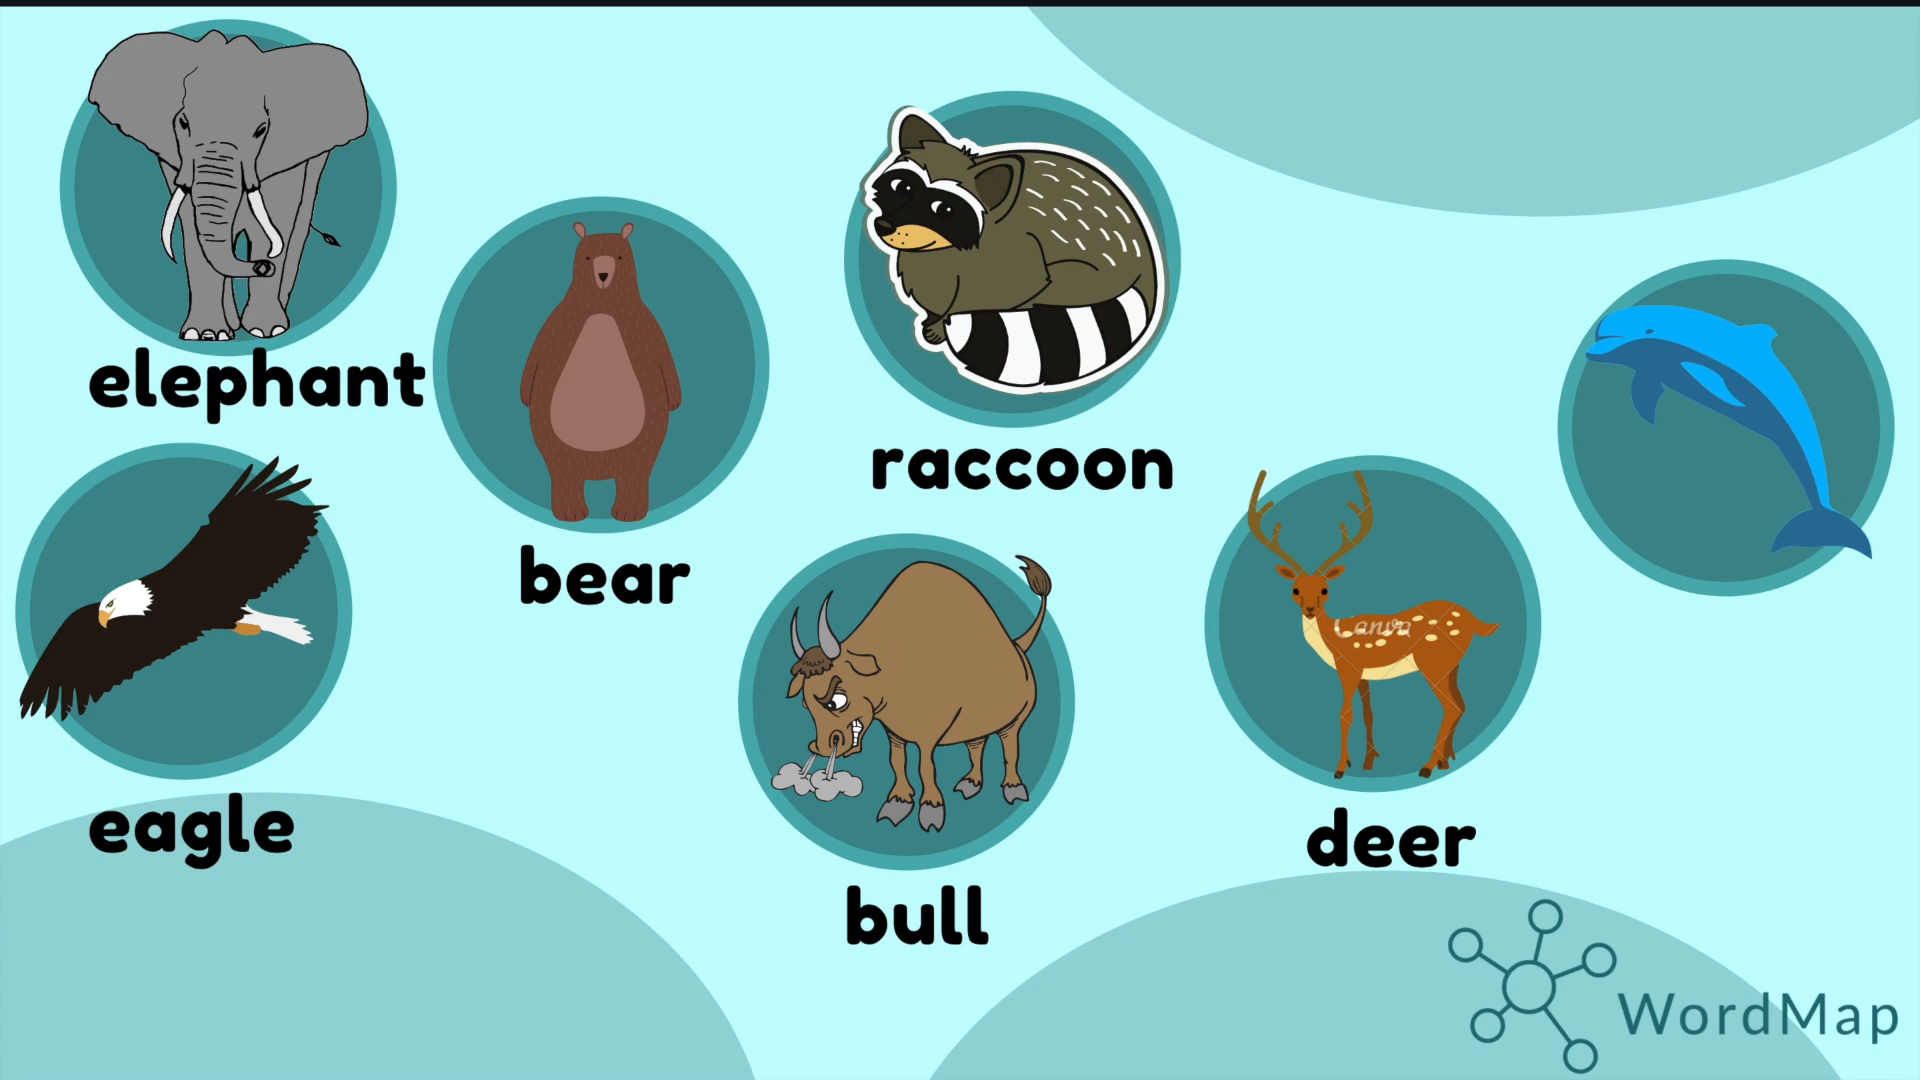 elephant
raccoon
bear
Canva
eagle
deer
bull
WordMap